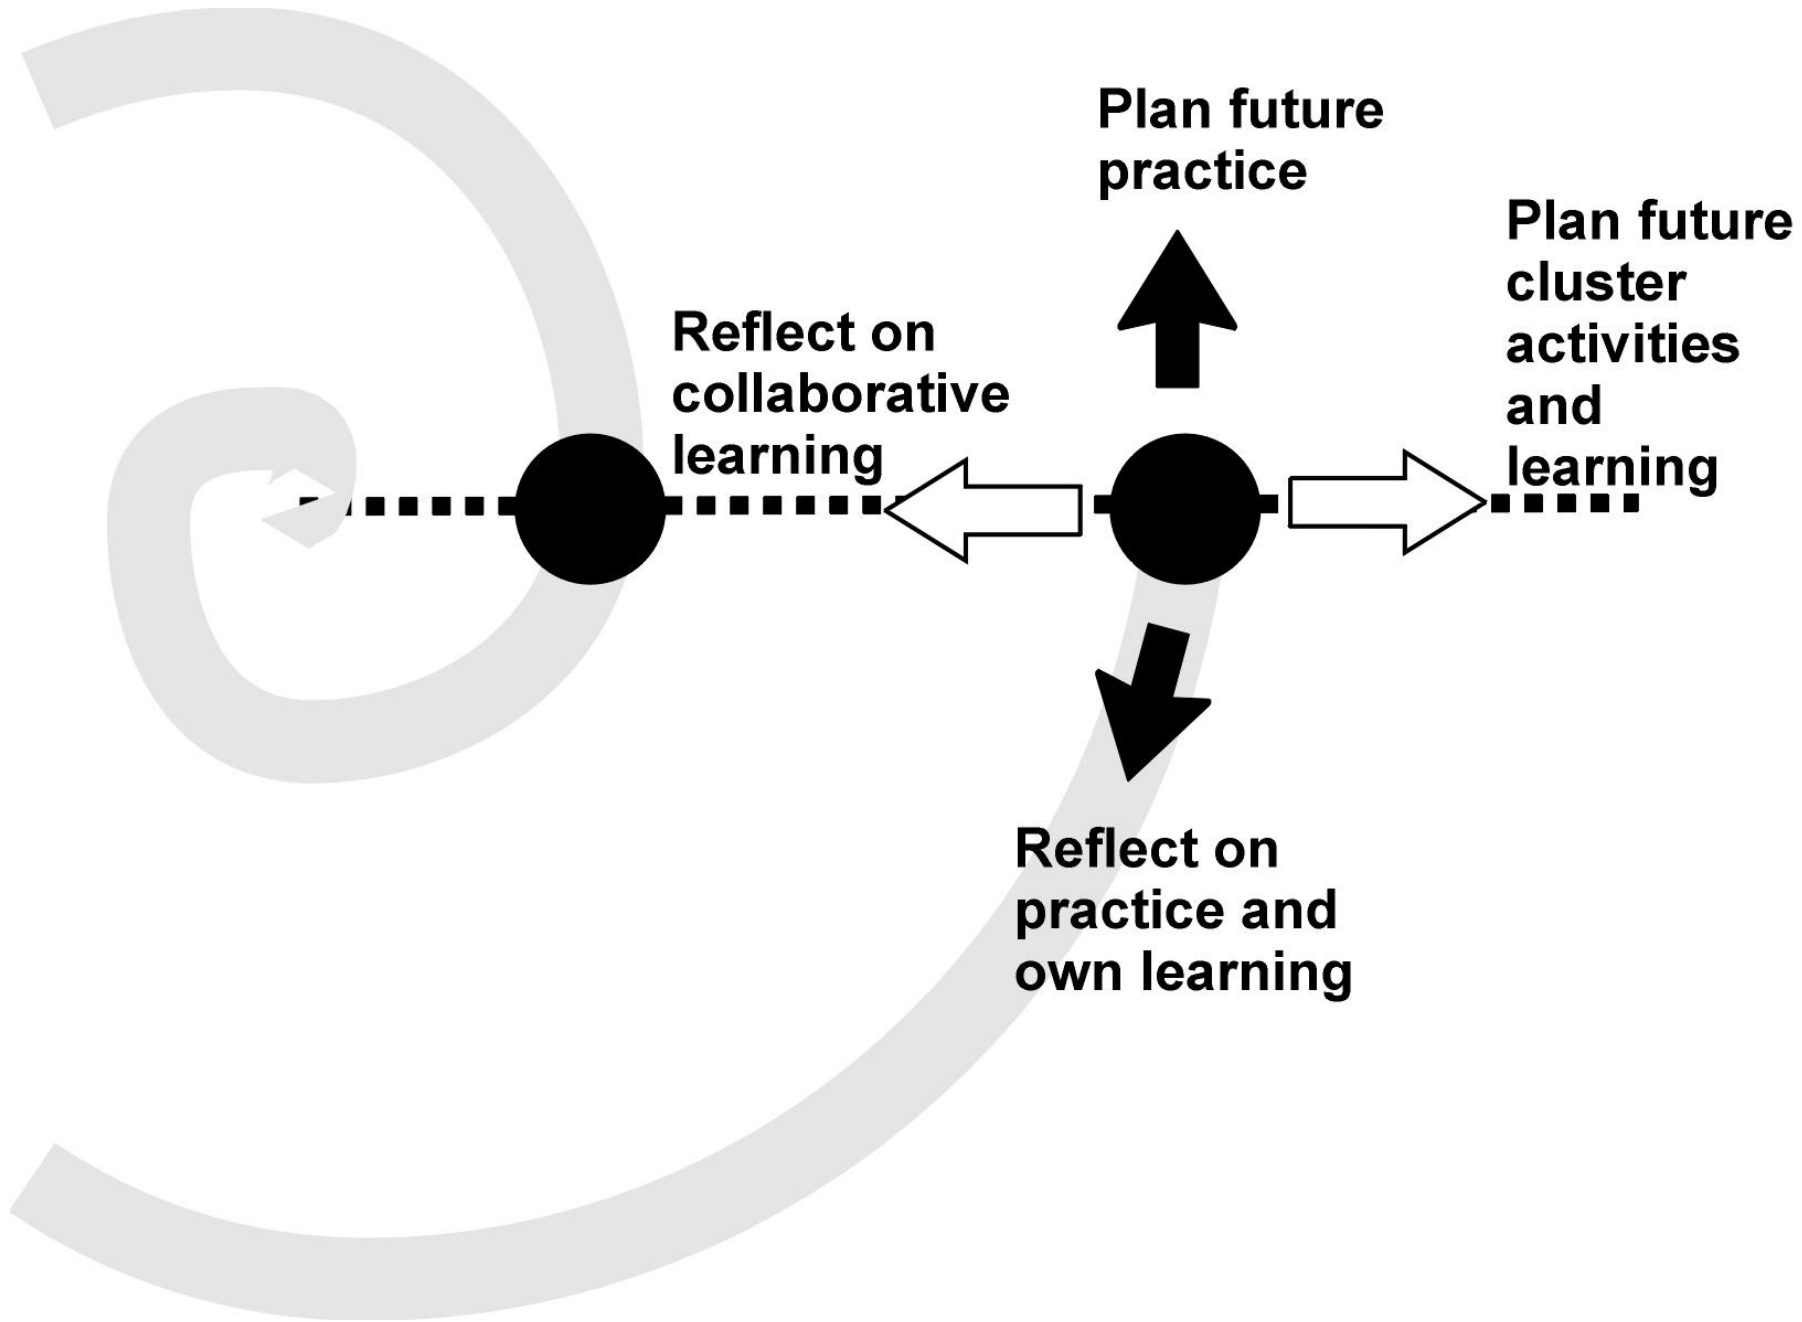 Plan future
practice
Plan future
cluster
activities
and
learning
Reflect on
collaborative
learning
Reflect on
practice and
own learning